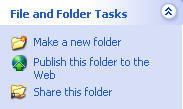 File and Folder Tasks
Make a new folder
Publish this folder to the
Web
Share this folder